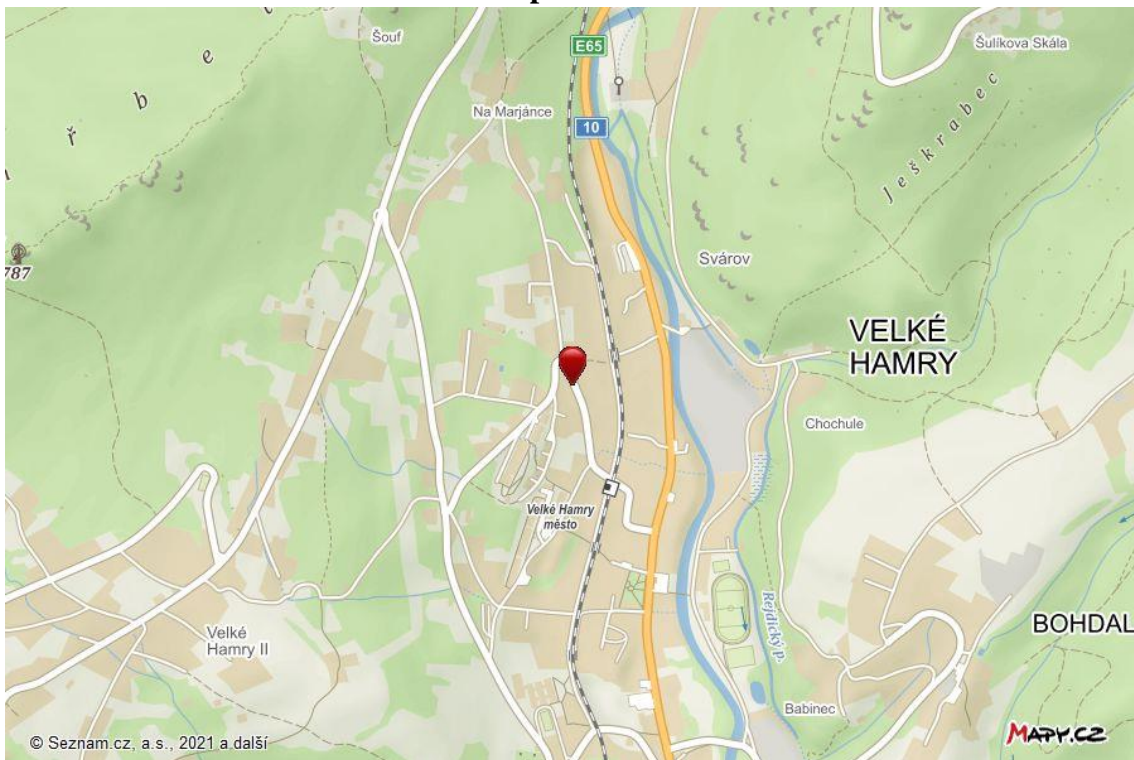 Šouf
E65
Šulíkova Skála
Na Marjánce
10
Ješkrabec
Svárov
787
VELKÉ
HAMRY
Chochule
Velké Hamry
město
Rejdický p.
Velké
Hamry II
BOHDAL
Babinec
© Seznam.cz, a.s., 2021 a další
MAPY.CZ